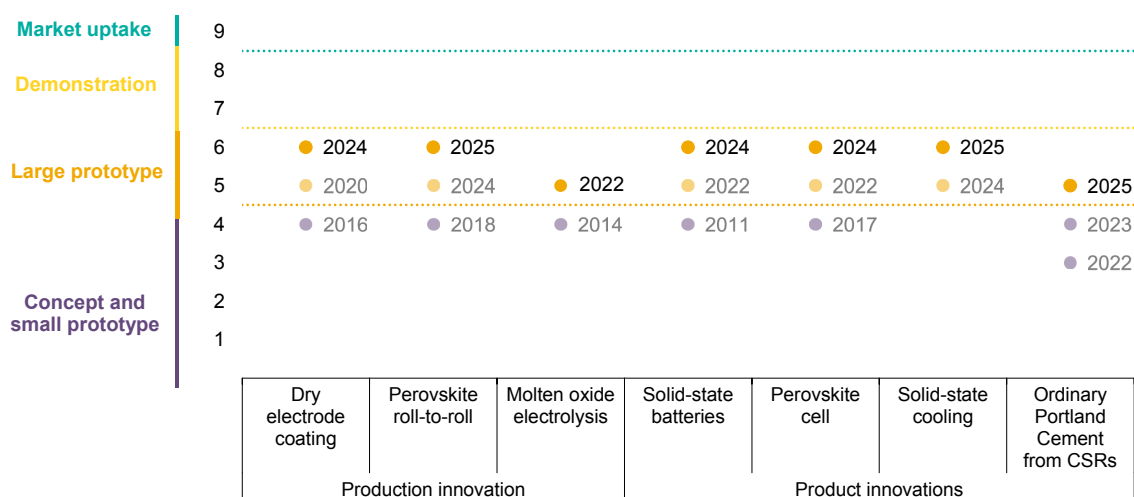 Market uptake
9
8
Demonstration
7
6
2024
2025
2024
2024
2025
Large prototype
5
2020
2024
2022
2022
2022
2024
2025
4
2016
2018
2014
2011
2017
2023
3
2022
Concept and
small prototype
2
1
Dry
electrode
coating
Perovskite
roll-to-roll
Molten oxide
electrolysis
Solid-state
batteries
Perovskite
cell
Solid-state
cooling
Ordinary
Portland
Cement
from CSRs
Production innovation
Product innovations